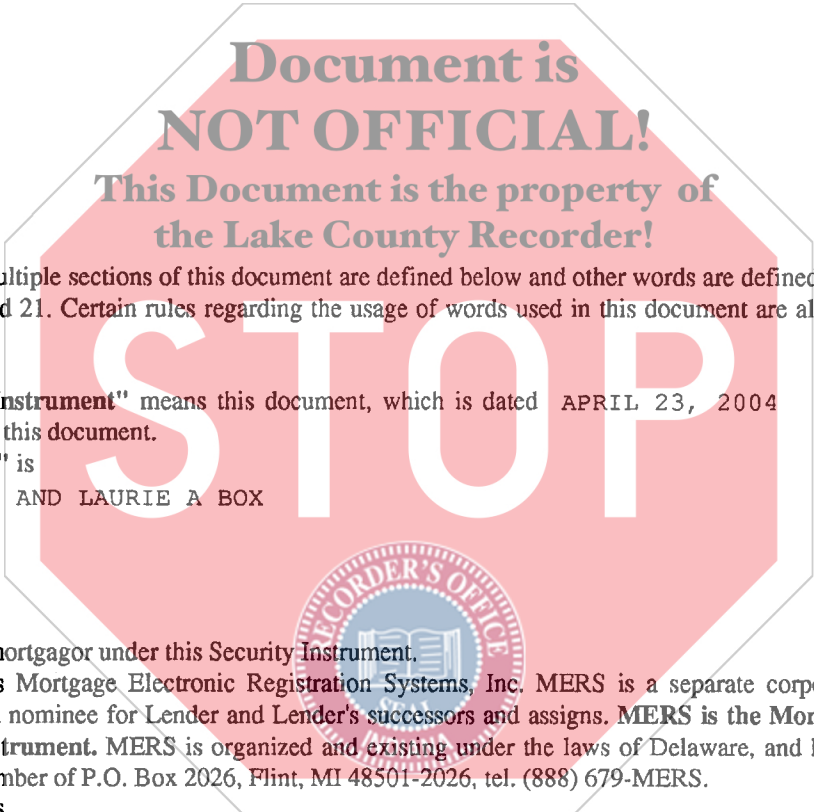 Document is
NOT OFFICIAL!
This Document is the property of
the Lake County Recorder!
ultiple sections of this document are defined below and other words are defined
d 21. Certain rules regarding the usage of words used in this document are al
STOP
nstrument" means this document, which is dated APRIL 23, 2004
this document.
" is
AND LAURIE A BOX
RECORDER'S OFFICE
SEAL
INDIANA
ortgagor under this Security Instrument.
s Mortgage Electronic Registration Systems, Inc. MERS is a separate corp
nominee for Lender and Lender's successors and assigns. MERS is the Mor
trument. MERS is organized and existing under the laws of Delaware, and
mber of P.O. Box 2026, Flint, MI 48501-2026, tel. (888) 679-MERS.